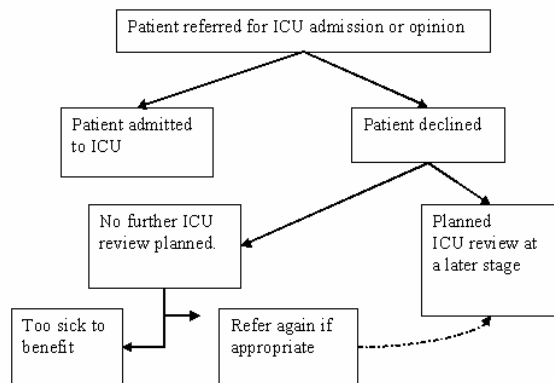 Patient referred for ICU admission or opinion
Patient admitted
to ICU
Patient declined
No further ICU
review planned.
Planned
ICU review at
a later stage
Too sick to
benefit
Refer again if
appropriate